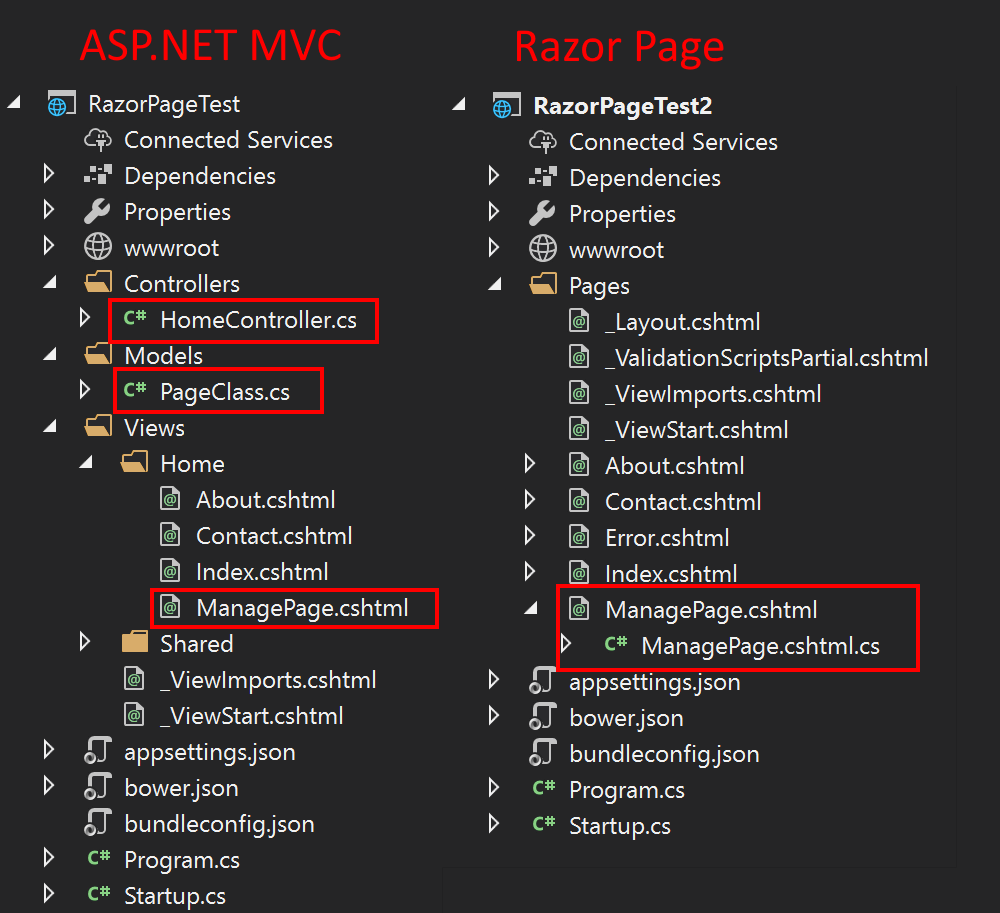 ASP.NET MVC
RazorPageTest
Connected Services
Dependencies
Properties
wwwroot
Controllers
C# HomeController.cs
Models
C# PageClass.cs
Views
Home
@ About.cshtml
@ Contact.cshtml
@ Index.cshtml
@ ManagePage.cshtml
Shared
@ _ViewImports.cshtml
@ _ViewStart.cshtml
appsettings.json
bower.json
bundleconfig.json
C# Program.cs
C# Startup.cs
Razor Page
RazorPageTest2
Connected Services
Dependencies
Properties
wwwroot
Pages
@ _Layout.cshtml
@ _ValidationScriptsPartial.cshtml
@ _ViewImports.cshtml
@ _ViewStart.cshtml
@ About.cshtml
@ Contact.cshtml
@ Error.cshtml
@ Index.cshtml
@ ManagePage.cshtml
C# ManagePage.cshtml.cs
appsettings.json
bower.json
bundleconfig.json
C# Program.cs
C# Startup.cs